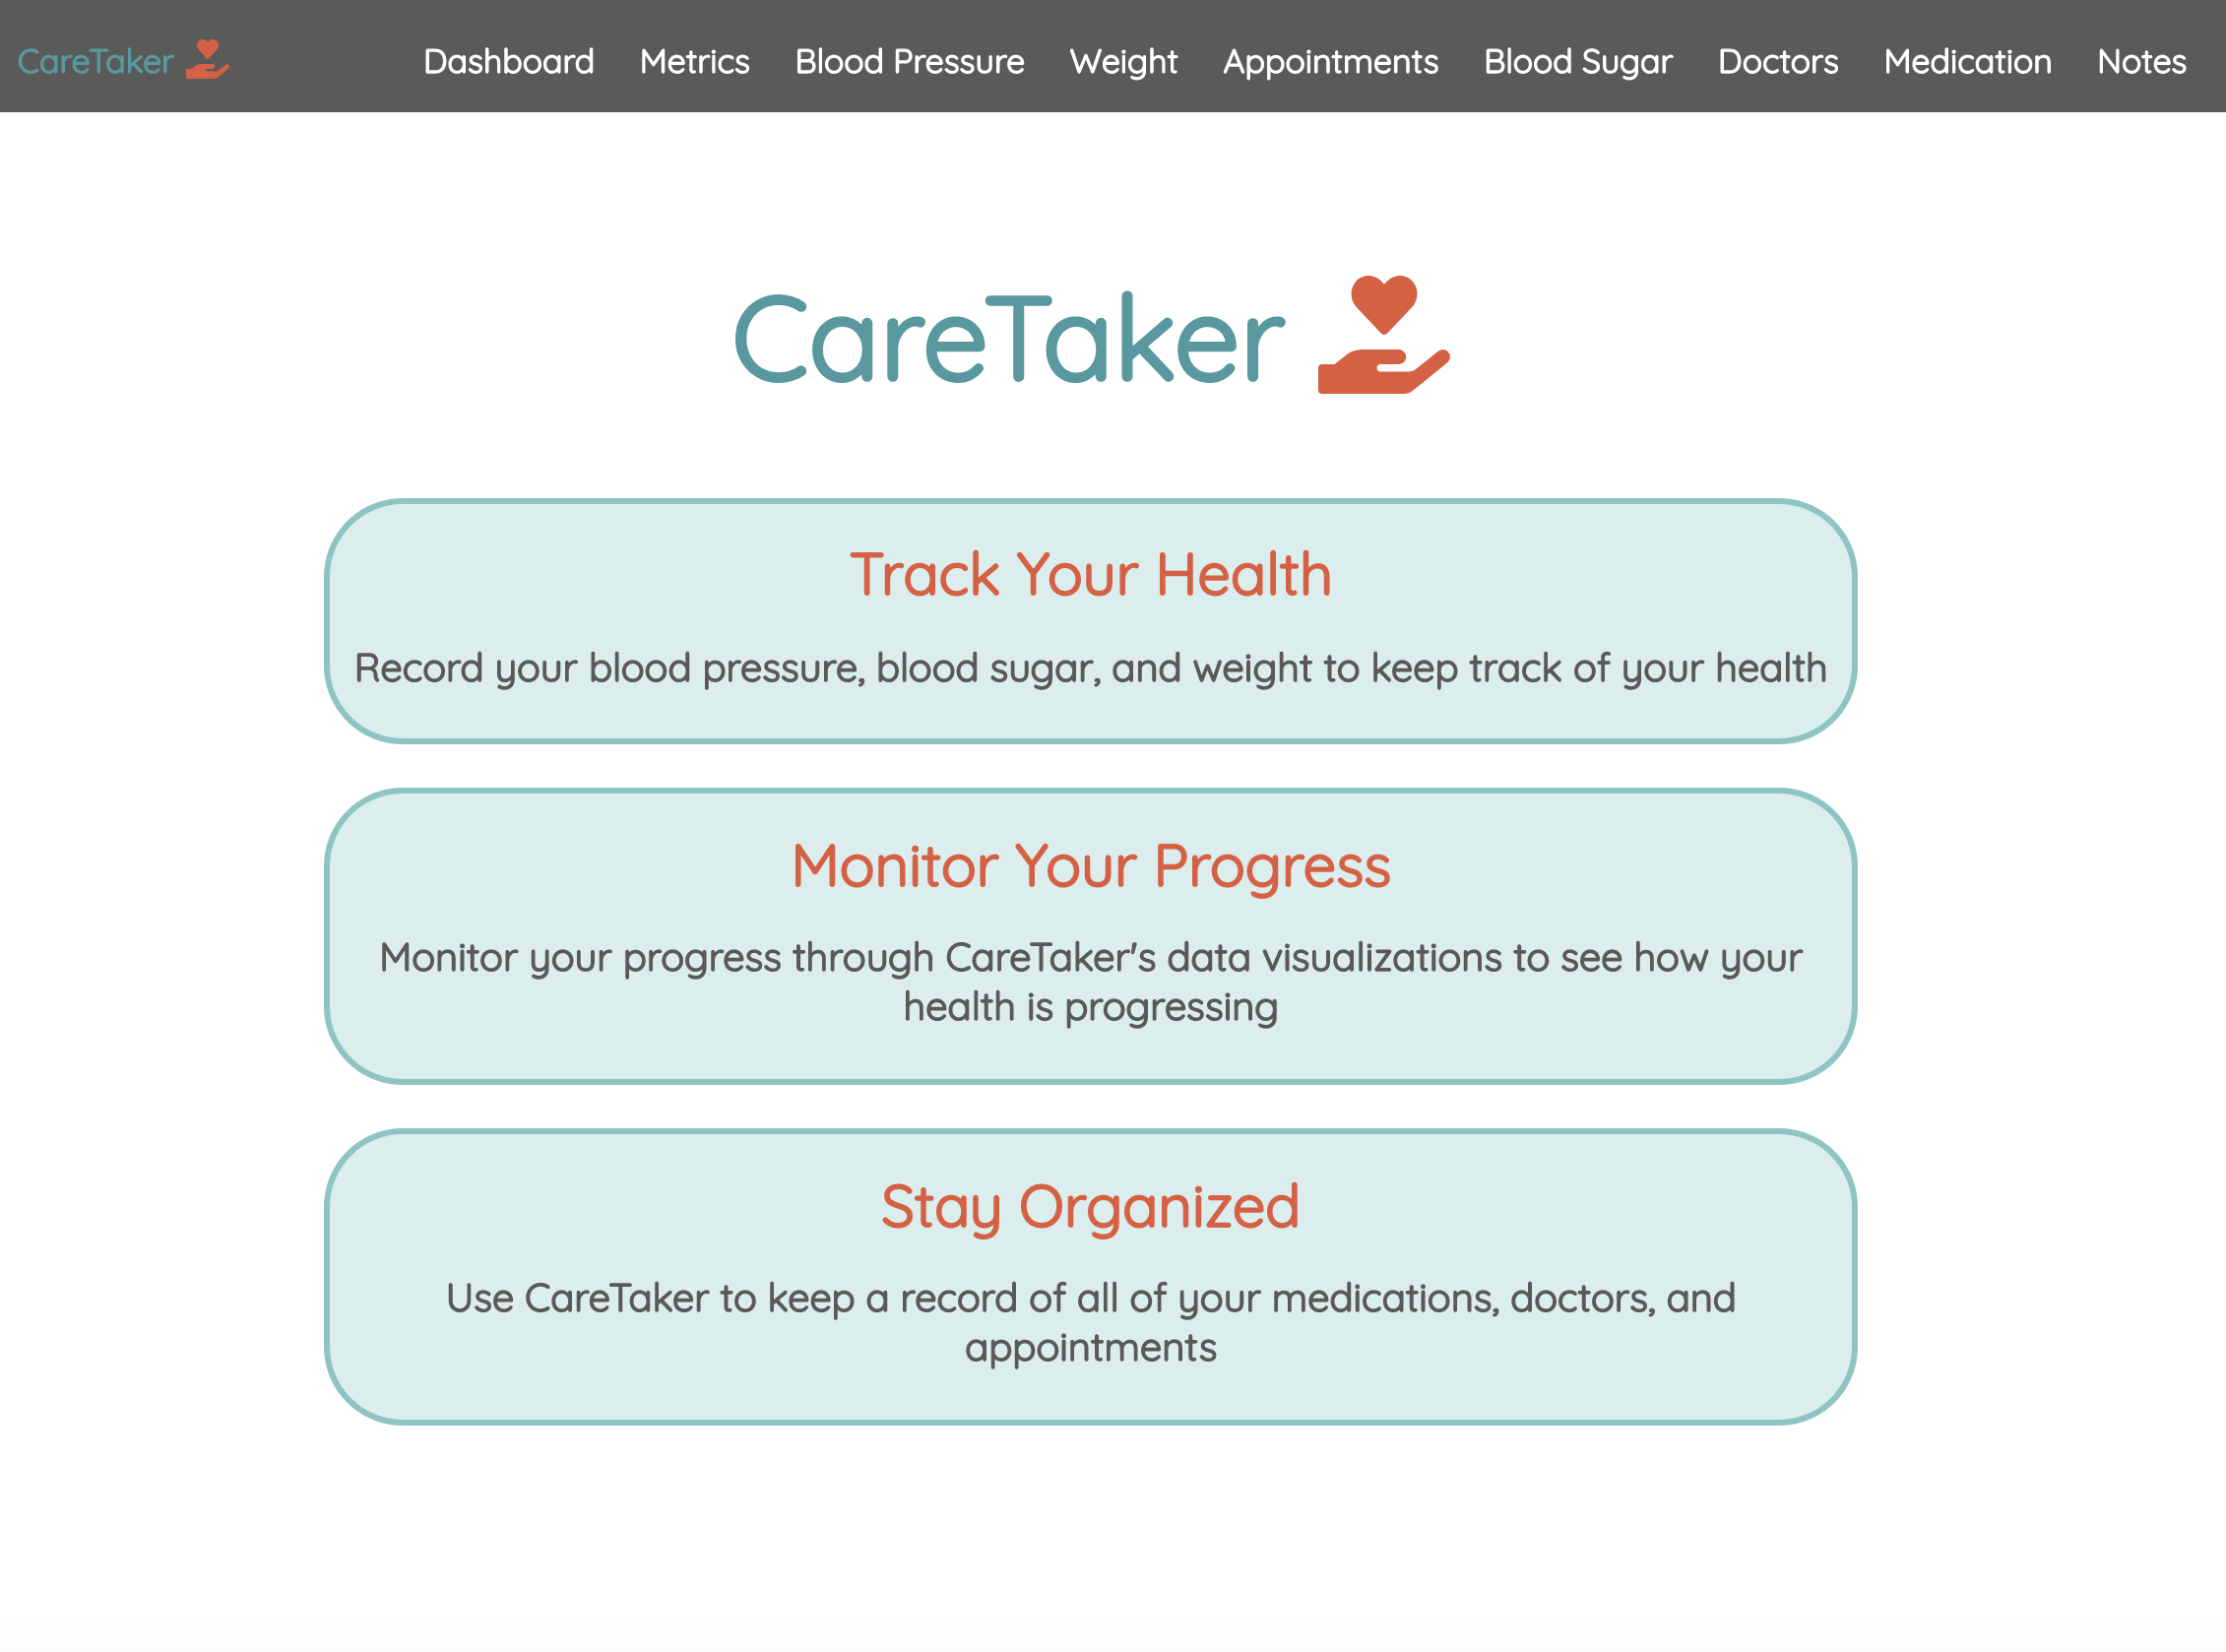 CareTaker
Dashboard Metrics Blood Pressure Weight Appointments Blood Sugar Doctors Medication Notes
CareTaker
Track Your Health
Record your blood pressure, blood sugar, and weight to keep track of your health
Monitor Your Progress
Monitor your progress through CareTaker's data visualizations to see how your
health is progressing
Stay Organized
Use CareTaker to keep a record of all of your medications, doctors, and
appointments